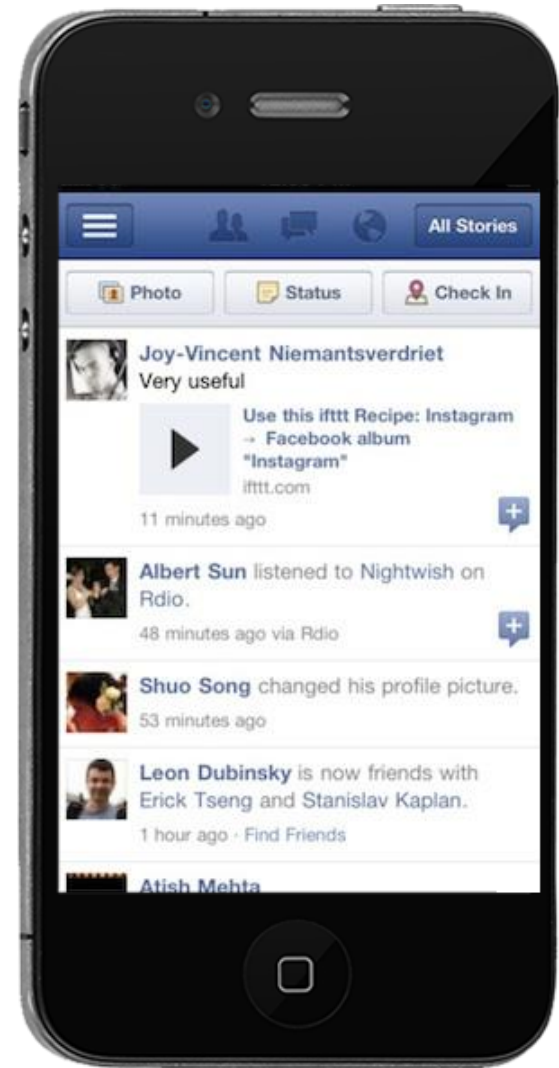 All Stories
Photo Status Check In
Joy-Vincent Niemantsverdriet
Very useful
Use this ifttt Recipe: Instagram
→ Facebook album
"Instagram"
ifttt.com
11 minutes ago
Albert Sun listened to Nightwish on
Rdio.
48 minutes ago via Rdio
Shuo Song changed his profile picture.
53 minutes ago
Leon Dubinsky is now friends with
Erick Tseng and Stanislav Kaplan.
1 hour ago · Find Friends
Atish Mehta